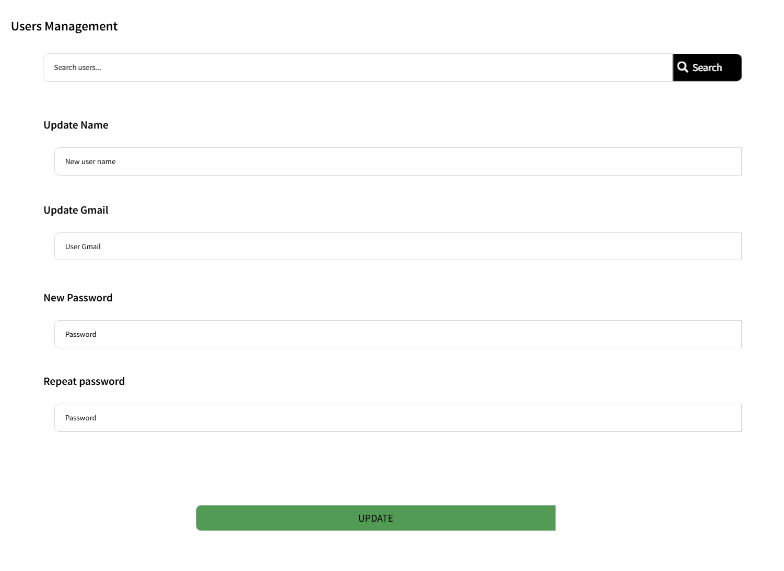 Users Management
Search users...
Search
Update Name
New user name
Update Gmail
User Gmail
New Password
Password
Repeat password
Password
UPDATE